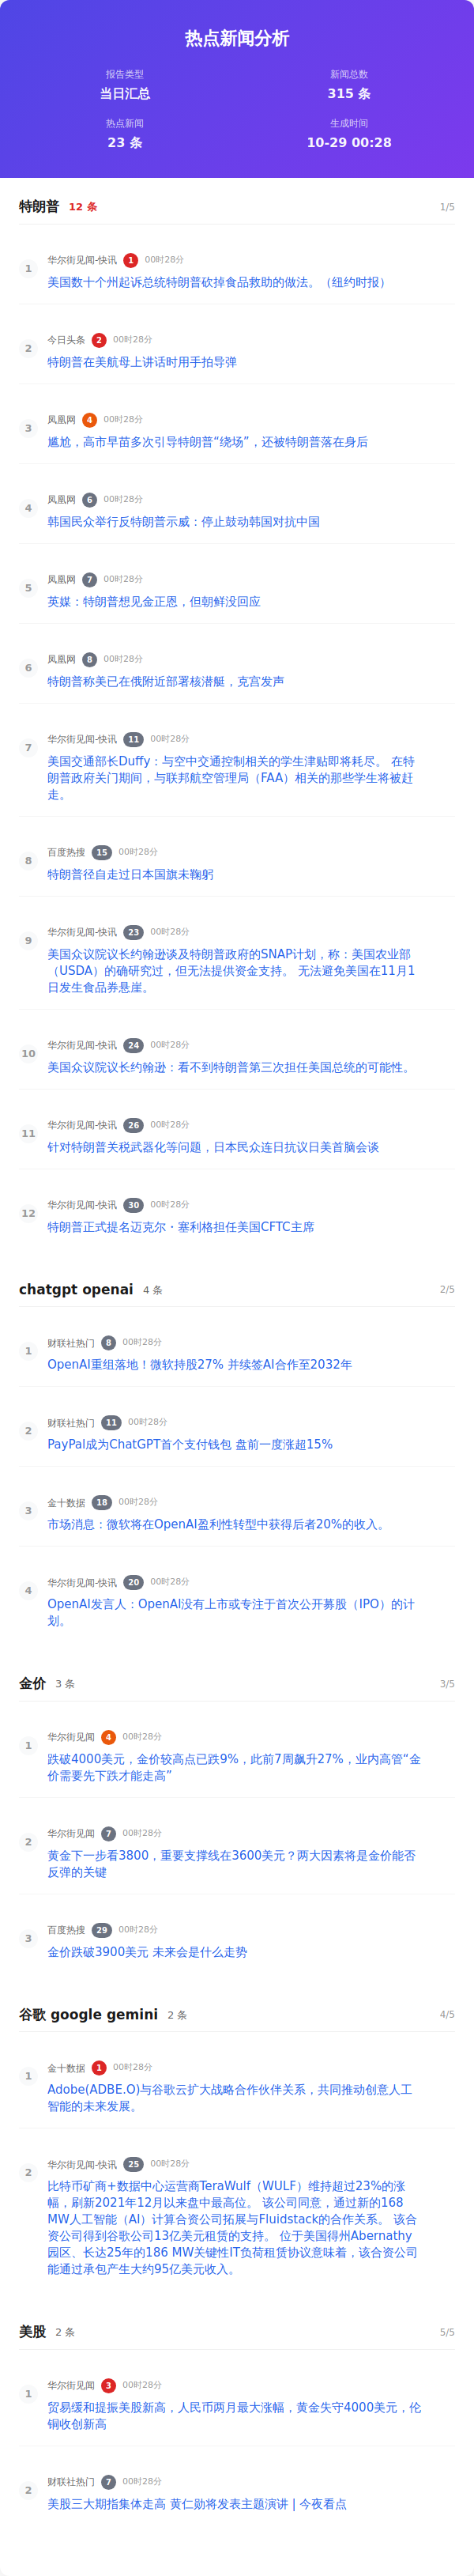 热点新闻分析
报告类型
新闻总数
当日汇总
315 条
热点新闻
生成时间
23 条
10-29 00:28
特朗普 12 条 1/5
1
华尔街见闻-快讯 1 00时28分
美国数十个州起诉总统特朗普砍掉食品救助的做法。（纽约时报）
2
今日头条 2 00时28分
特朗普在美航母上讲话时用手拍导弹
3
凤凰网 4 00时28分
尴尬，高市早苗多次引导特朗普“绕场”，还被特朗普落在身后
4
凤凰网 6 00时28分
韩国民众举行反特朗普示威：停止鼓动韩国对抗中国
5
凤凰网 7 00时28分
英媒：特朗普想见金正恩，但朝鲜没回应
6
凤凰网 8 00时28分
特朗普称美已在俄附近部署核潜艇，克宫发声
7
华尔街见闻-快讯 11 00时28分
美国交通部长Duffy：与空中交通控制相关的学生津贴即将耗尽。 在特
朗普政府关门期间，与联邦航空管理局（FAA）相关的那些学生将被赶
走。
8
百度热搜 15 00时28分
特朗普径自走过日本国旗未鞠躬
9
华尔街见闻-快讯 23 00时28分
美国众议院议长约翰逊谈及特朗普政府的SNAP计划，称：美国农业部
（USDA）的确研究过，但无法提供资金支持。 无法避免美国在11月1
日发生食品券悬崖。
10
华尔街见闻-快讯 24 00时28分
美国众议院议长约翰逊：看不到特朗普第三次担任美国总统的可能性。
11
华尔街见闻-快讯 26 00时28分
针对特朗普关税武器化等问题，日本民众连日抗议日美首脑会谈
12
华尔街见闻-快讯 30 00时28分
特朗普正式提名迈克尔・塞利格担任美国CFTC主席
chatgpt openai 4 条 2/5
1
财联社热门 8 00时28分
OpenAI重组落地！微软持股27% 并续签AI合作至2032年
2
财联社热门 11 00时28分
PayPal成为ChatGPT首个支付钱包 盘前一度涨超15%
3
金十数据 18 00时28分
市场消息：微软将在OpenAI盈利性转型中获得后者20%的收入。
4
华尔街见闻-快讯 20 00时28分
OpenAI发言人：OpenAI没有上市或专注于首次公开募股（IPO）的计
划。
金价 3 条 3/5
1
华尔街见闻 4 00时28分
跌破4000美元，金价较高点已跌9%，此前7周飙升27%，业内高管“金
价需要先下跌才能走高”
2
华尔街见闻 7 00时28分
黄金下一步看3800，重要支撑线在3600美元？两大因素将是金价能否
反弹的关键
3
百度热搜 29 00时28分
金价跌破3900美元 未来会是什么走势
谷歌 google gemini 2 条 4/5
1
金十数据 1 00时28分
Adobe(ADBE.O)与谷歌云扩大战略合作伙伴关系，共同推动创意人工
智能的未来发展。
2
华尔街见闻-快讯 25 00时28分
比特币矿商+数据中心运营商TeraWulf（WULF）维持超过23%的涨
幅，刷新2021年12月以来盘中最高位。 该公司同意，通过新的168
MW人工智能（AI）计算合资公司拓展与Fluidstack的合作关系。 该合
资公司得到谷歌公司13亿美元租赁的支持。 位于美国得州Abernathy
园区、长达25年的186 MW关键性IT负荷租赁协议意味着，该合资公司
能通过承包产生大约95亿美元收入。
美股 2 条 5/5
1
华尔街见闻 3 00时28分
贸易缓和提振美股新高，人民币两月最大涨幅，黄金失守4000美元，伦
铜收创新高
2
财联社热门 7 00时28分
美股三大期指集体走高 黄仁勋将发表主题演讲 | 今夜看点